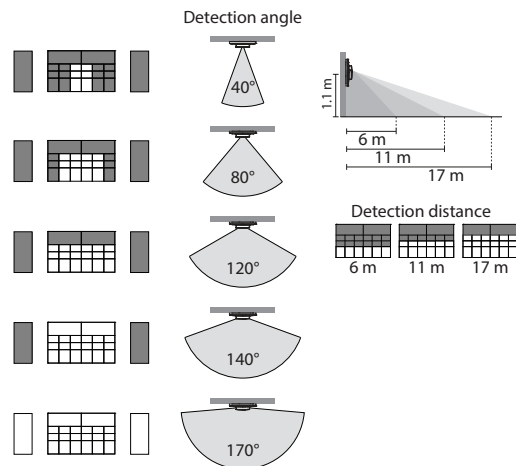 Detection angle
40°
80°
120°
140°
170°
1.1 m
6 m
11 m
17 m
Detection distance
6 m 11 m 17 m